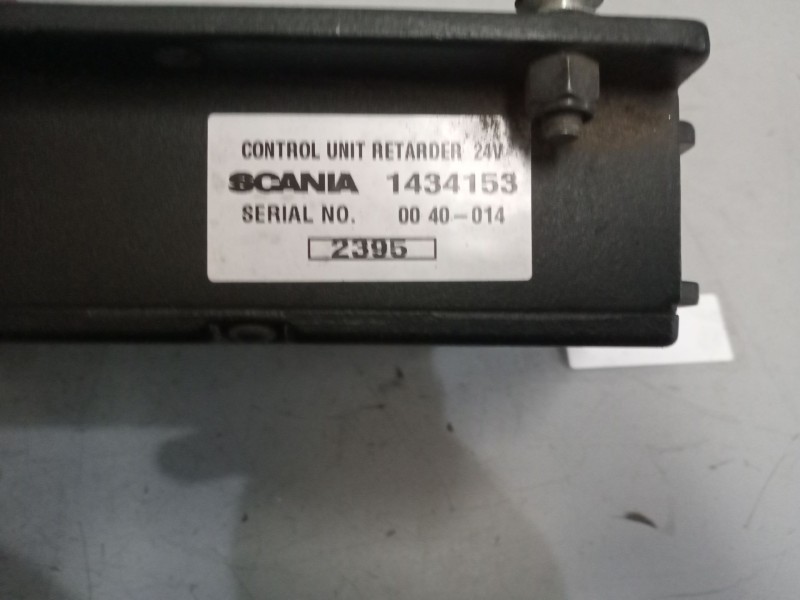 CONTROL UNIT RETARDER 24V
SCANIA 1434153
SERIAL NO. 00 40-014
2395